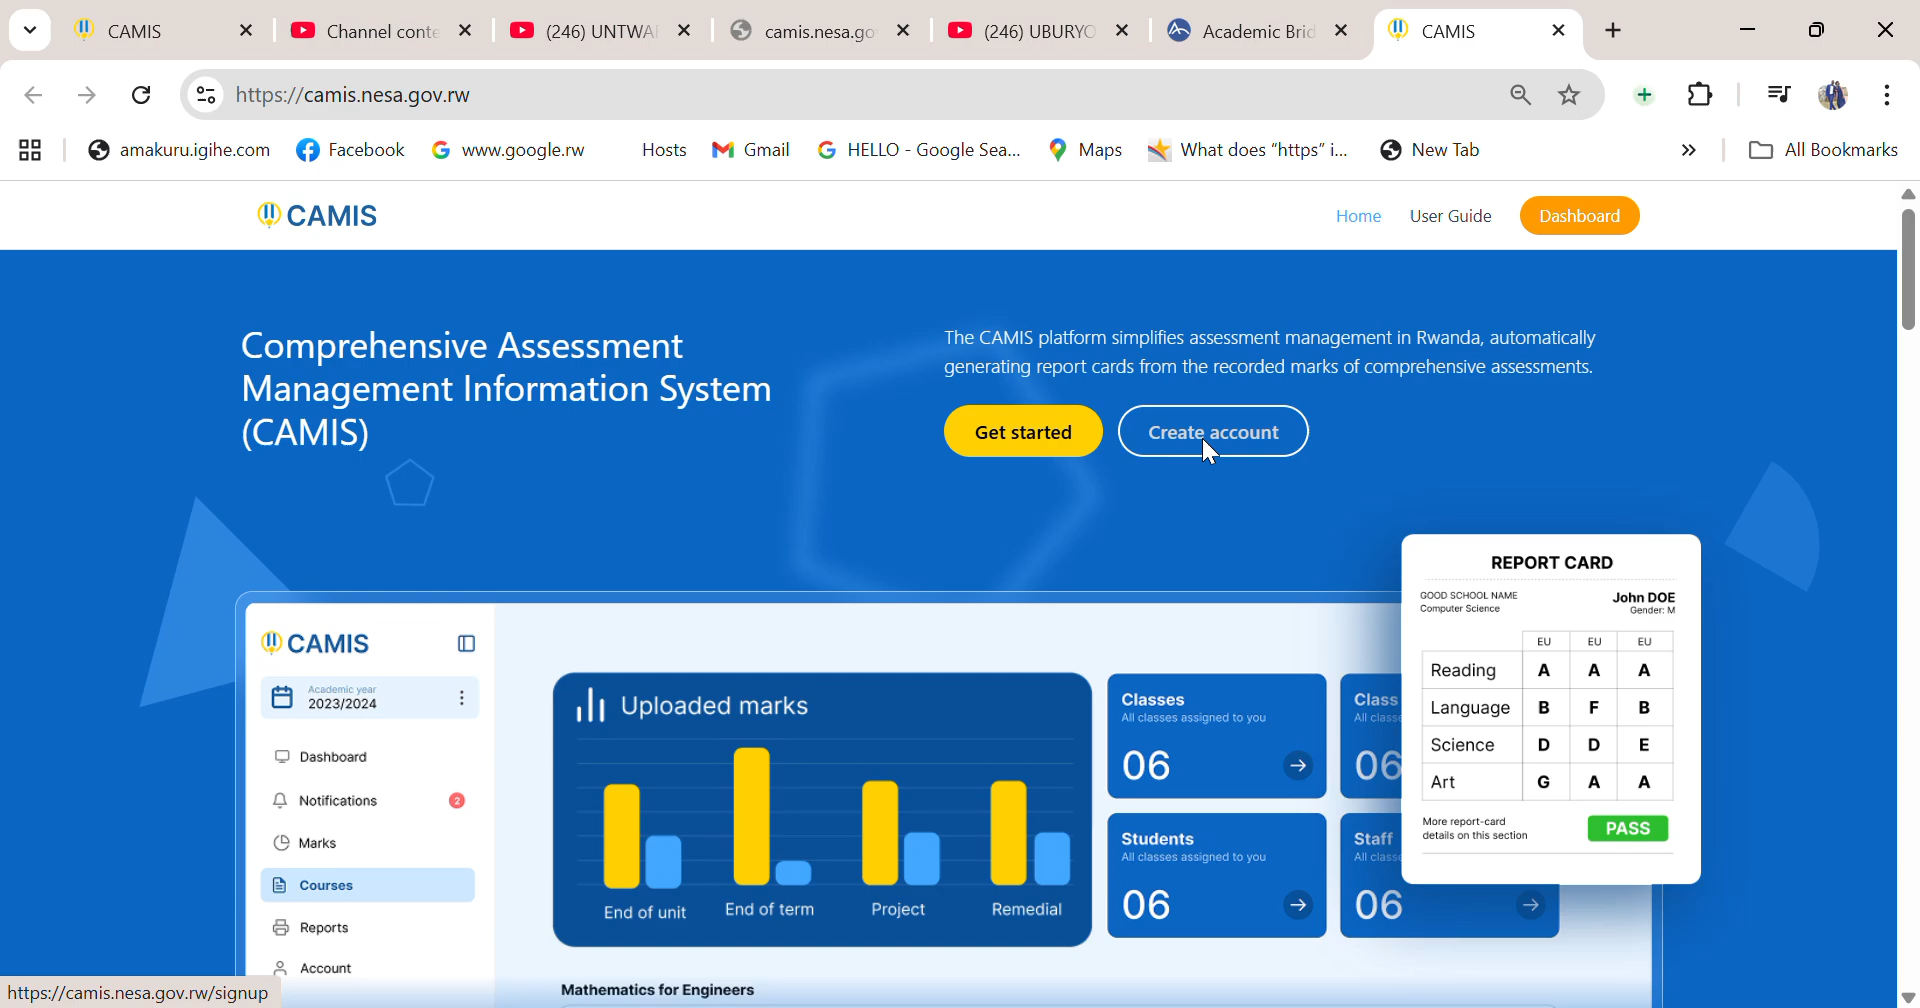 CAMIS
Channel conte
(246) UNTWA
camis.nesa.go
(246) UBURYO
Academic Brid
CAMIS
https://camis.nesa.gov.rw
amakuru.igihe.com
Facebook
www.google.rw
Hosts
Gmail
HELLO - Google Sea...
Maps
What does "https" i...
New Tab
All Bookmarks
CAMIS
Home
User Guide
Dashboard
Comprehensive Assessment
Management Information System
(CAMIS)
The CAMIS platform simplifies assessment management in Rwanda, automatically
generating report cards from the recorded marks of comprehensive assessments.
Get started
Create account
CAMIS
Academic year
2023/2024
Dashboard
Notifications 2
Marks
Courses
Reports
Account
Uploaded marks
End of unit
End of term
Project
Remedial
Classes
All classes assigned to you
06
Class
All classe
06
Students
All classes assigned to you
06
Staff
All classe
06
Mathematics for Engineers
REPORT CARD
GOOD SCHOOL NAME
Computer Science
John DOE
Gender: M
EU EU EU
Reading A A A
Language B F B
Science D D E
Art G A A
More report-card
details on this section
PASS
https://camis.nesa.gov.rw/signup